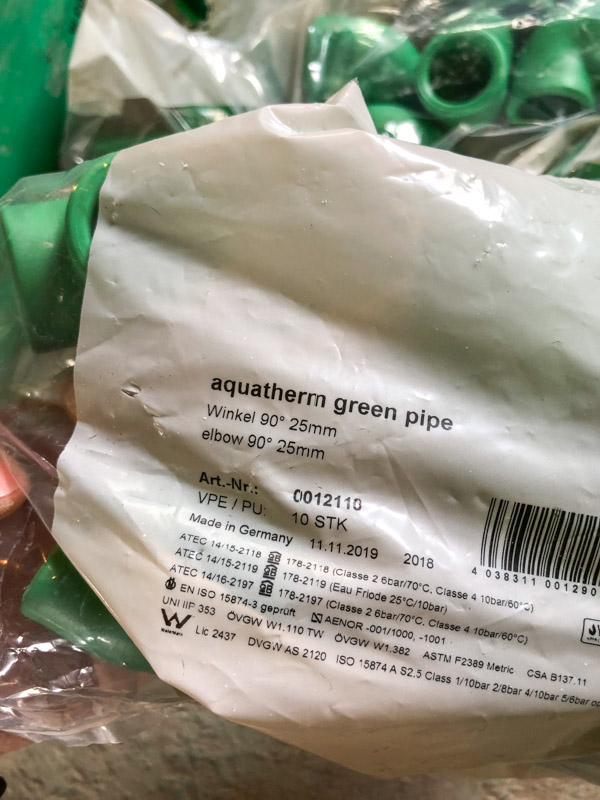 aquatherm green pipe
Winkel 90° 25mm
elbow 90° 25mm
Art.-Nr.: 0012110
VPE / PU: 10 STK
Made in Germany 11.11.2019 2018
4 038311 001290
ATEC 14/15-2118 178-2118 (Classe 2 6bar/70°C, Classe 4 10bar/60°C)
ATEC 14/15-2119 178-2119 (Eau Friode 25°C/10bar)
ATEC 14/16-2197 178-2197 (Classe 2 6bar/70°C, Classe 4 10bar/60°C)
EN ISO 15874-3 geprüft AENOR -001/1000, -1001
UNI IIP 353 ÖVGW W1.110 TW ÖVGW W1.382 ASTM F2389 Metric CSA B137.11
Lic 2437 DVGW AS 2120 ISO 15874 A S2.5 Class 1/10bar 2/8bar 4/10bar 5/6bar